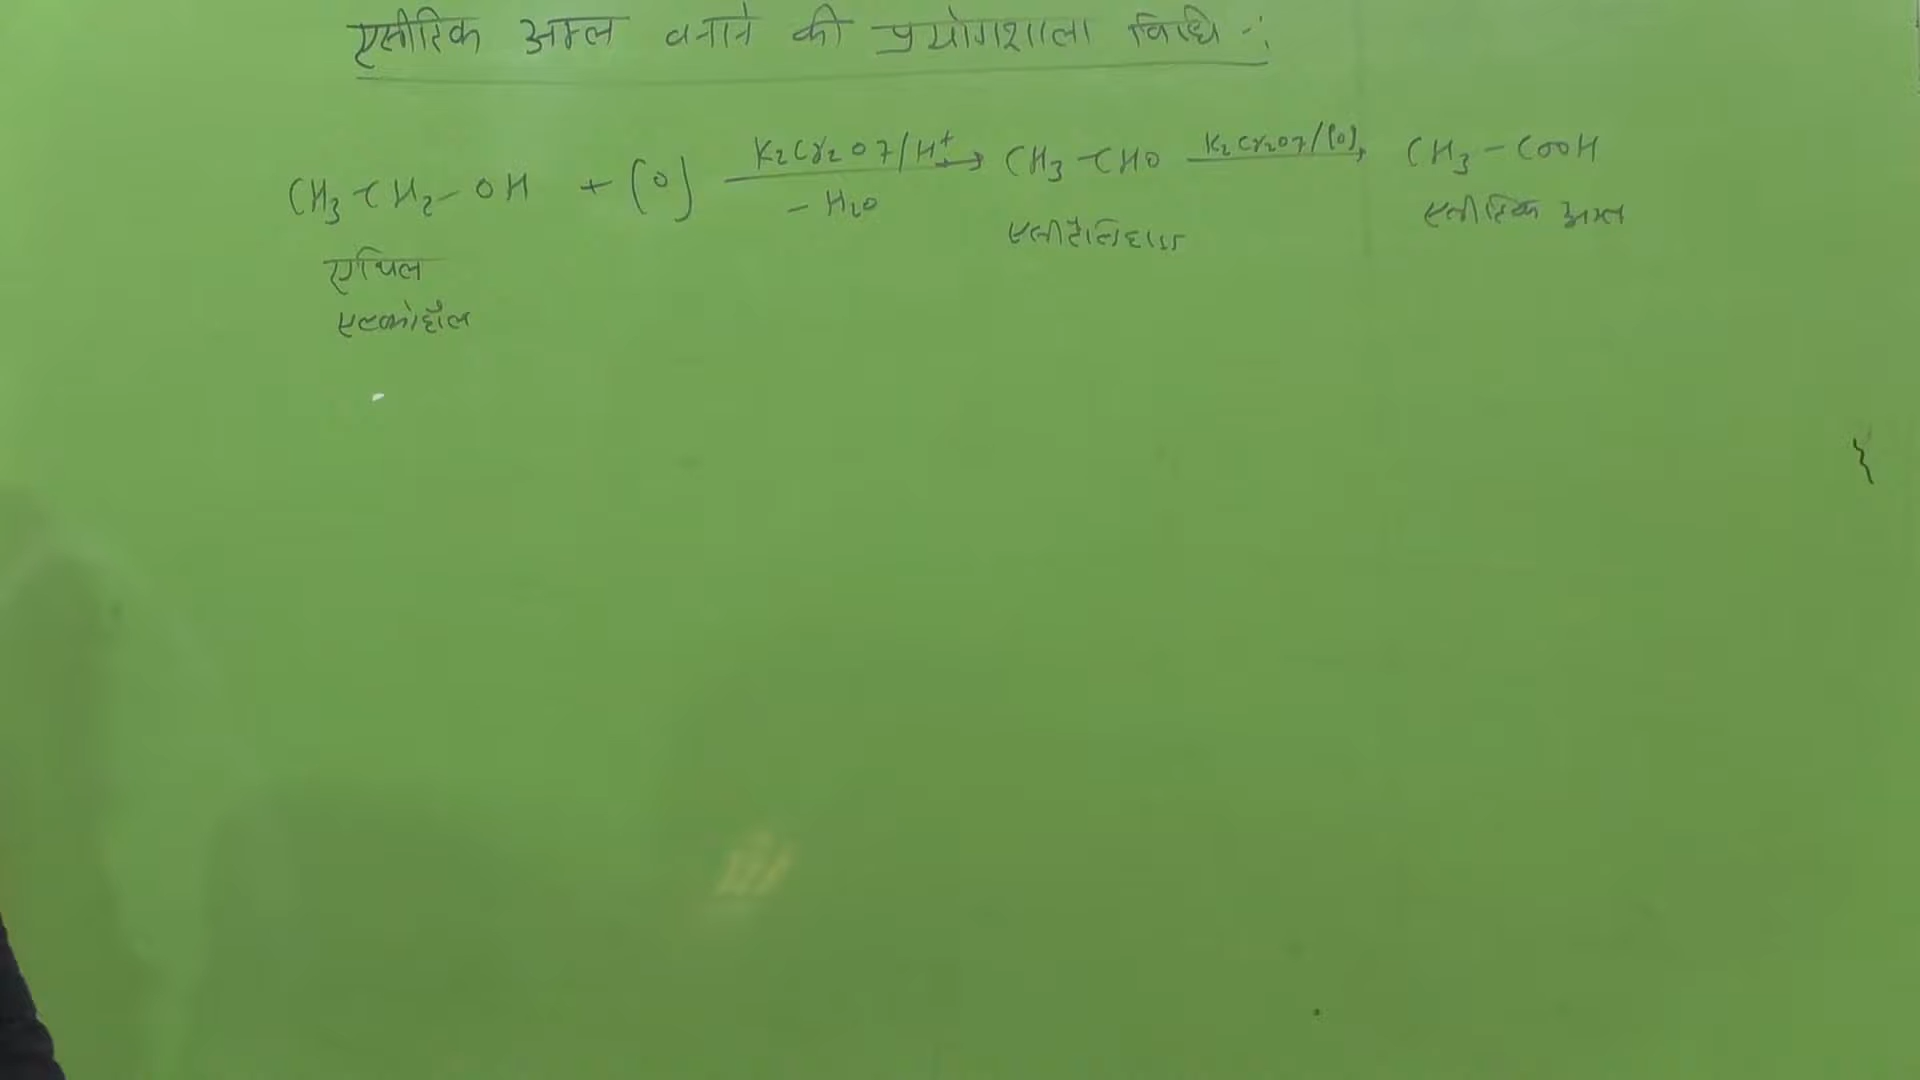 एसीटिक अम्ल बनाने की प्रयोगशाला विधि -:
CH₃-CH₂-OH + [O] K₂Cr₂O7/H⁺ → -H₂O CH₃-CHO K₂Cr₂O7/[O] → CH₃-COOH
एथिल एसीटैल्डिहाइड एसीटिक अम्ल
एल्कोहॉल